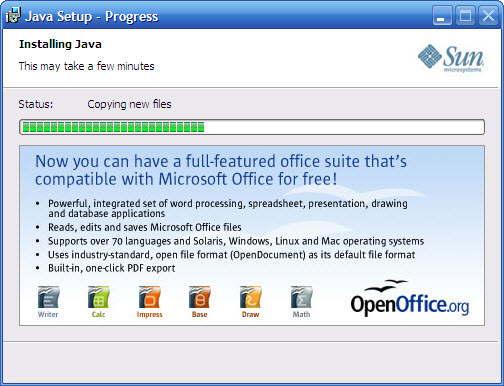 Java Setup - Progress
Installing Java
This may take a few minutes
Sun
microsystems
Status: Copying new files
Now you can have a full-featured office suite that's
compatible with Microsoft Office for free!
• Powerful, integrated set of word processing, spreadsheet, presentation, drawing
and database applications
• Reads, edits and saves Microsoft Office files
• Supports over 70 languages and Solaris, Windows, Linux and Mac operating systems
• Uses industry-standard, open file format (OpenDocument) as its default file format
• Built-in, one-click PDF export
Writer Calc Impress Base Draw Math
OpenOffice.org